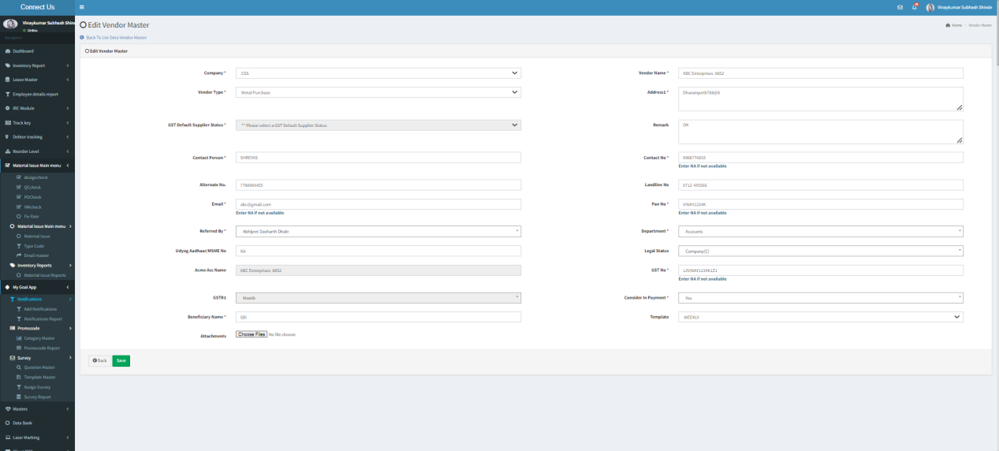 Connect Us
Vinaykumar Subhash Shinde
Vinaykumar Subhash Shind
Online
Navigation
Dashboard
Inventory Report
Leave Master
Employee details report
IRC Module
Track key
Debtor tracking
Reorder Level
Material Issue Main menu
designcheck
QCcheck
PDCheck
HMcheck
Fix Rate
Material Issue Main menu
Material Issue
Type Code
Email master
Inventory Reports
Material Issue Reports
My Goal App
Notifications
Add Notifications
Notifications Report
Promocode
Category Master
Promocode Report
Survey
Question Master
Template Master
Assign Survey
Survey Report
Masters
Data Bank
Laser Marking
Edit Vendor Master
Home > Vendor Master
Back To List Data Vendor Master
Edit Vendor Master
Company * CSS
Vendor Name * ABC Enterprises 8852
Vendor Type * Metal Purchase
Address1 * Dharampeth788@8
GST Default Supplier Status * ** Please select a GST Default Supplier Status
Remark OK
Contact Person * SHREYAS
Contact No * 9988776655
Enter NA if not available
Alternate No. 7788994455
Landline No 0712-445566
Email * abc@gmail.com
Enter NA if not available
Pan No * VINAY1234K
Enter NA if not available
Referred By * Abhijeet Dasharth Dhale
Department * Accounts
Udyog Aadhaar/MSME No NA
Legal Status Company(C)
Acme Acc Name ABC Enterprises 8852
GST No * 12VINAY1234K1Z1
Enter NA if not available
GSTR1 Month
Consider In Payment * Yes
Beneficiary Name * SBI
Template WEEKLY
Attachments Choose Files No file chosen
Back Save